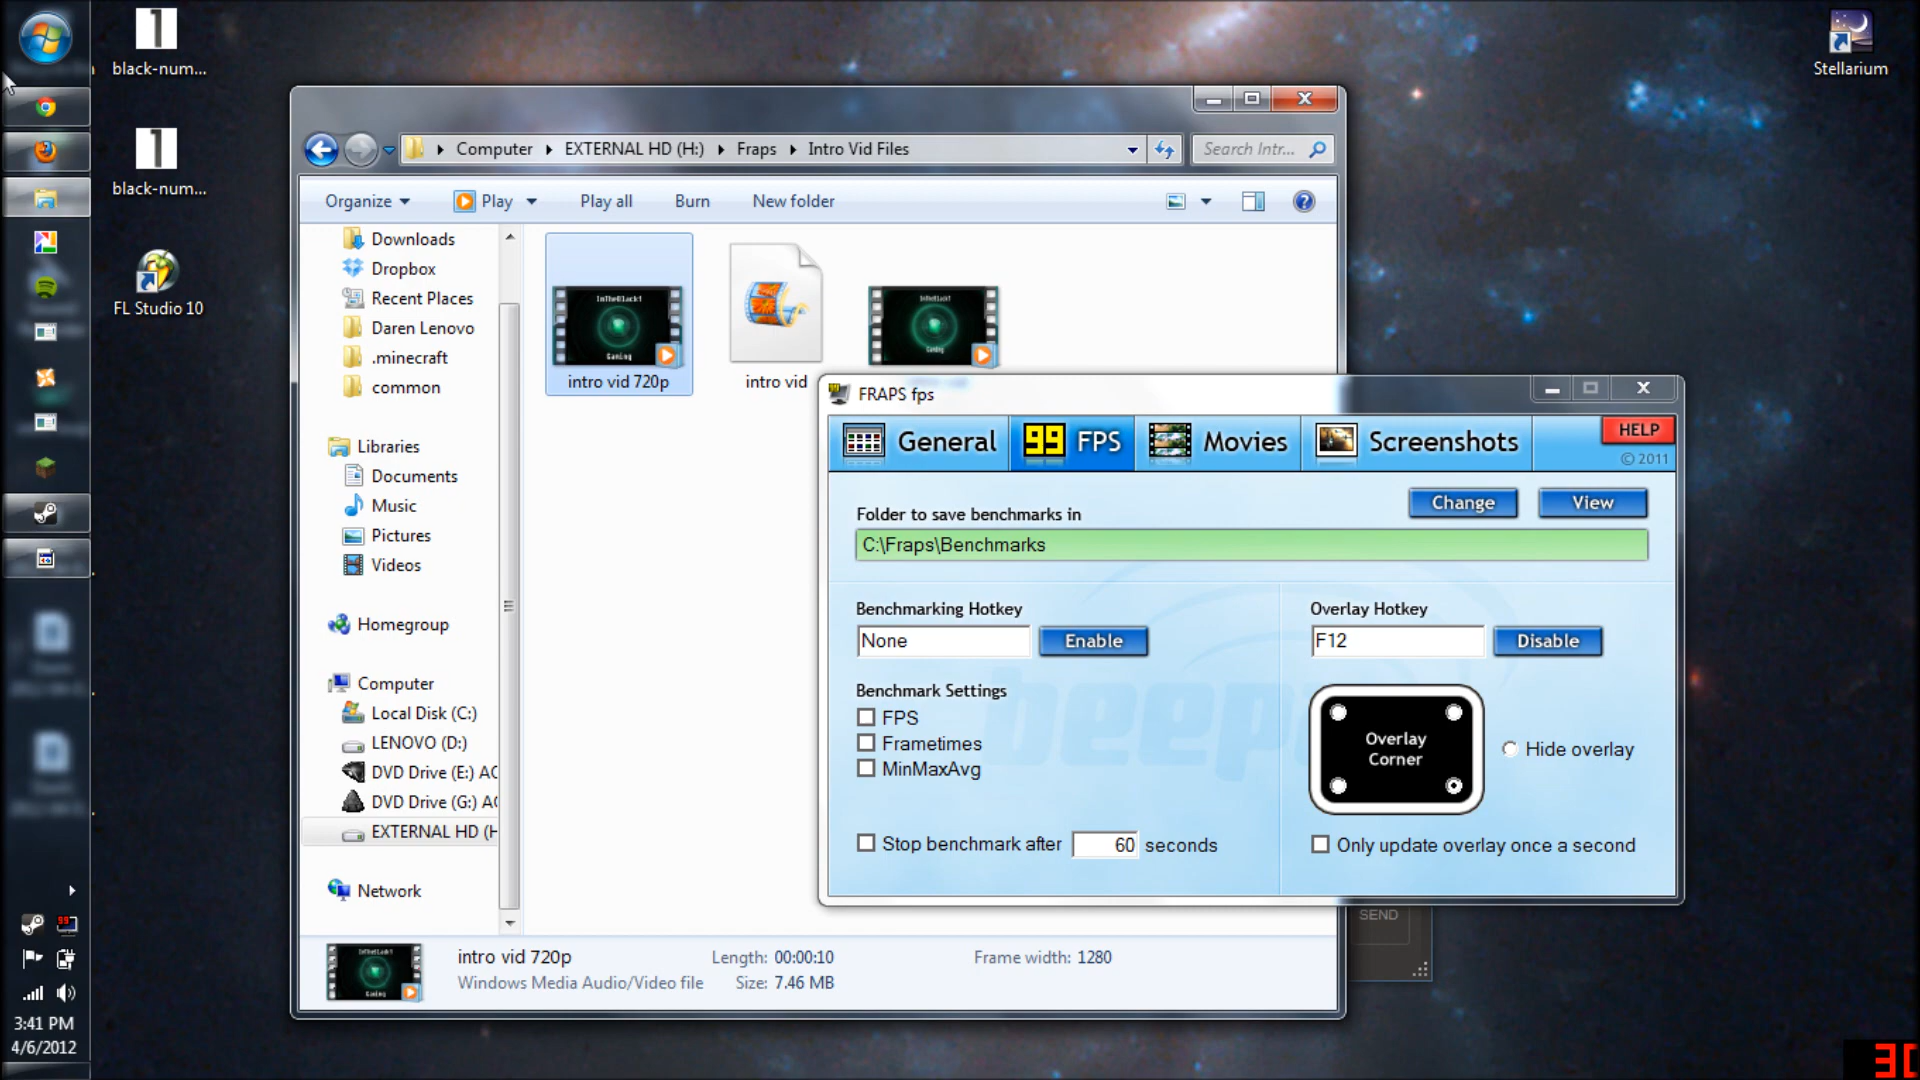 black-num...
black-num...
FL Studio 10
Stellarium
Computer EXTERNAL HD (H:) Fraps Intro Vid Files
Search Intr...
Organize Play Play all Burn New folder
Downloads
Dropbox
Recent Places
Daren Lenovo
.minecraft
common
Libraries
Documents
Music
Pictures
Videos
Homegroup
Computer
Local Disk (C:)
LENOVO (D:)
DVD Drive (E:) AC
DVD Drive (G:) AC
EXTERNAL HD (H
Network
InTheBlack1
Gaming
intro vid 720p
intro vid
InTheBlack1
Gaming
FRAPS fps
General 99 FPS Movies Screenshots
HELP
© 2011
Folder to save benchmarks in
Change View
C:\Fraps\Benchmarks
Benchmarking Hotkey
None Enable
Benchmark Settings
FPS
Frametimes
MinMaxAvg
Stop benchmark after 60 seconds
Overlay Hotkey
F12 Disable
Overlay
Corner
Hide overlay
Only update overlay once a second
SEND
intro vid 720p
Windows Media Audio/Video file
Length: 00:00:10
Size: 7.46 MB
Frame width: 1280
3:41 PM
4/6/2012